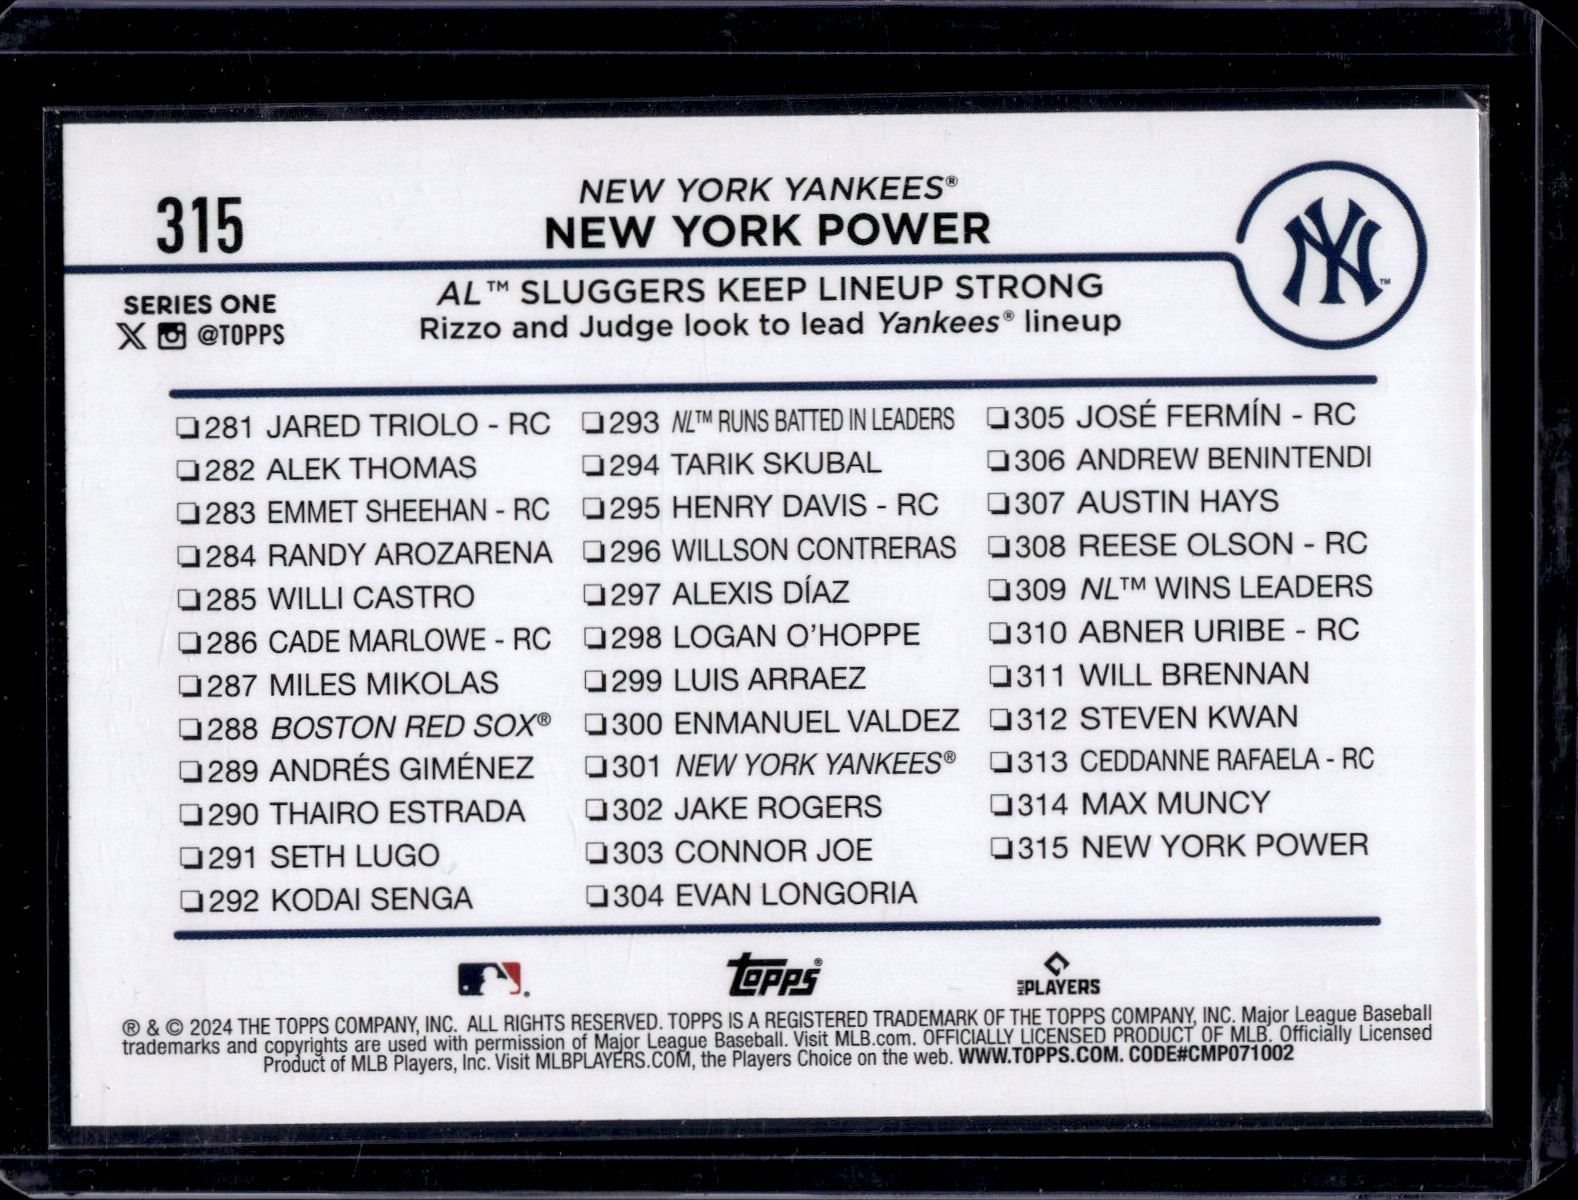 315
NEW YORK YANKEES®
NEW YORK POWER
NY™
SERIES ONE
@TOPPS
AL™ SLUGGERS KEEP LINEUP STRONG
Rizzo and Judge look to lead Yankees® lineup
❏281 JARED TRIOLO - RC
❏282 ALEK THOMAS
❏283 EMMET SHEEHAN - RC
❏284 RANDY AROZARENA
❏285 WILLI CASTRO
❏286 CADE MARLOWE - RC
❏287 MILES MIKOLAS
❏288 BOSTON RED SOX®
❏289 ANDRÉS GIMÉNEZ
❏290 THAIRO ESTRADA
❏291 SETH LUGO
❏292 KODAI SENGA
❏293 NL™ RUNS BATTED IN LEADERS
❏294 TARIK SKUBAL
❏295 HENRY DAVIS - RC
❏296 WILLSON CONTRERAS
❏297 ALEXIS DÍAZ
❏298 LOGAN O'HOPPE
❏299 LUIS ARRAEZ
❏300 ENMANUEL VALDEZ
❏301 NEW YORK YANKEES®
❏302 JAKE ROGERS
❏303 CONNOR JOE
❏304 EVAN LONGORIA
❏305 JOSÉ FERMÍN - RC
❏306 ANDREW BENINTENDI
❏307 AUSTIN HAYS
❏308 REESE OLSON - RC
❏309 NL™ WINS LEADERS
❏310 ABNER URIBE - RC
❏311 WILL BRENNAN
❏312 STEVEN KWAN
❏313 CEDDANNE RAFAELA - RC
❏314 MAX MUNCY
❏315 NEW YORK POWER
Topps®
MLB PLAYERS
® & © 2024 THE TOPPS COMPANY, INC. ALL RIGHTS RESERVED. TOPPS IS A REGISTERED TRADEMARK OF THE TOPPS COMPANY, INC. Major League Baseball
trademarks and copyrights are used with permission of Major League Baseball. Visit MLB.com. OFFICIALLY LICENSED PRODUCT OF MLB. Officially Licensed
Product of MLB Players, Inc. Visit MLBPLAYERS.COM, the Players Choice on the web. WWW.TOPPS.COM. CODE#CMP071002